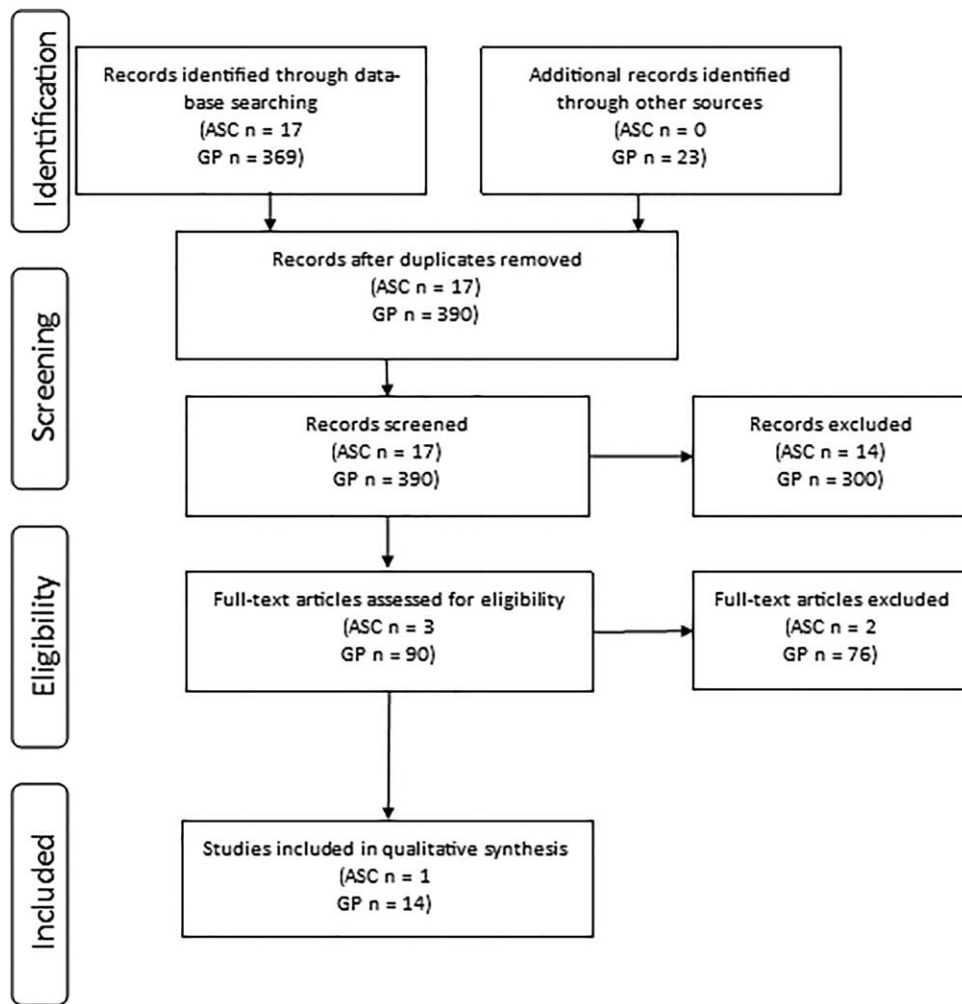 Identification
Records identified through data-
base searching
(ASC n = 17
GP n = 369)
Additional records identified
through other sources
(ASC n = 0
GP n = 23)
Screening
Records after duplicates removed
(ASC n = 17)
GP n = 390)
Records screened
(ASC n = 17)
GP n = 390)
Records excluded
(ASC n = 14)
GP n = 300)
Eligibility
Full-text articles assessed for eligibility
(ASC n = 3
GP n = 90)
Full-text articles excluded
(ASC n = 2
GP n = 76)
Included
Studies included in qualitative synthesis
(ASC n = 1
GP n = 14)